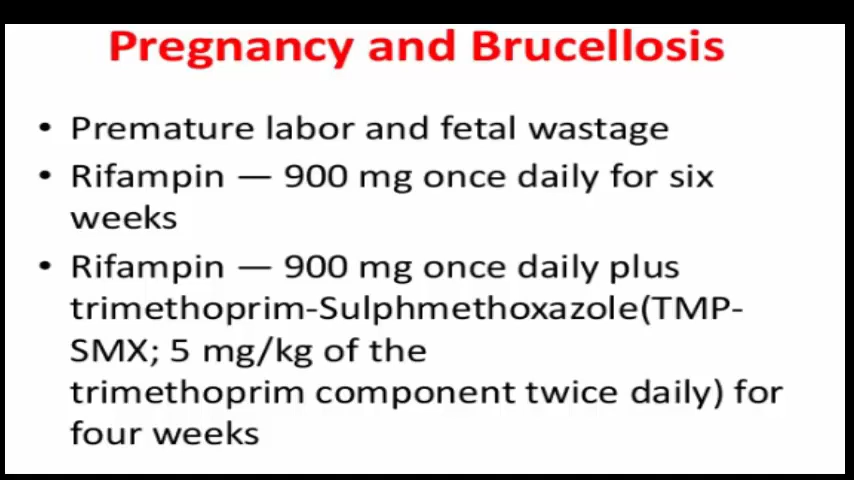 Pregnancy and Brucellosis
• Premature labor and fetal wastage
• Rifampin — 900 mg once daily for six
weeks
• Rifampin — 900 mg once daily plus
trimethoprim-Sulphmethoxazole(TMP-
SMX; 5 mg/kg of the
trimethoprim component twice daily) for
four weeks